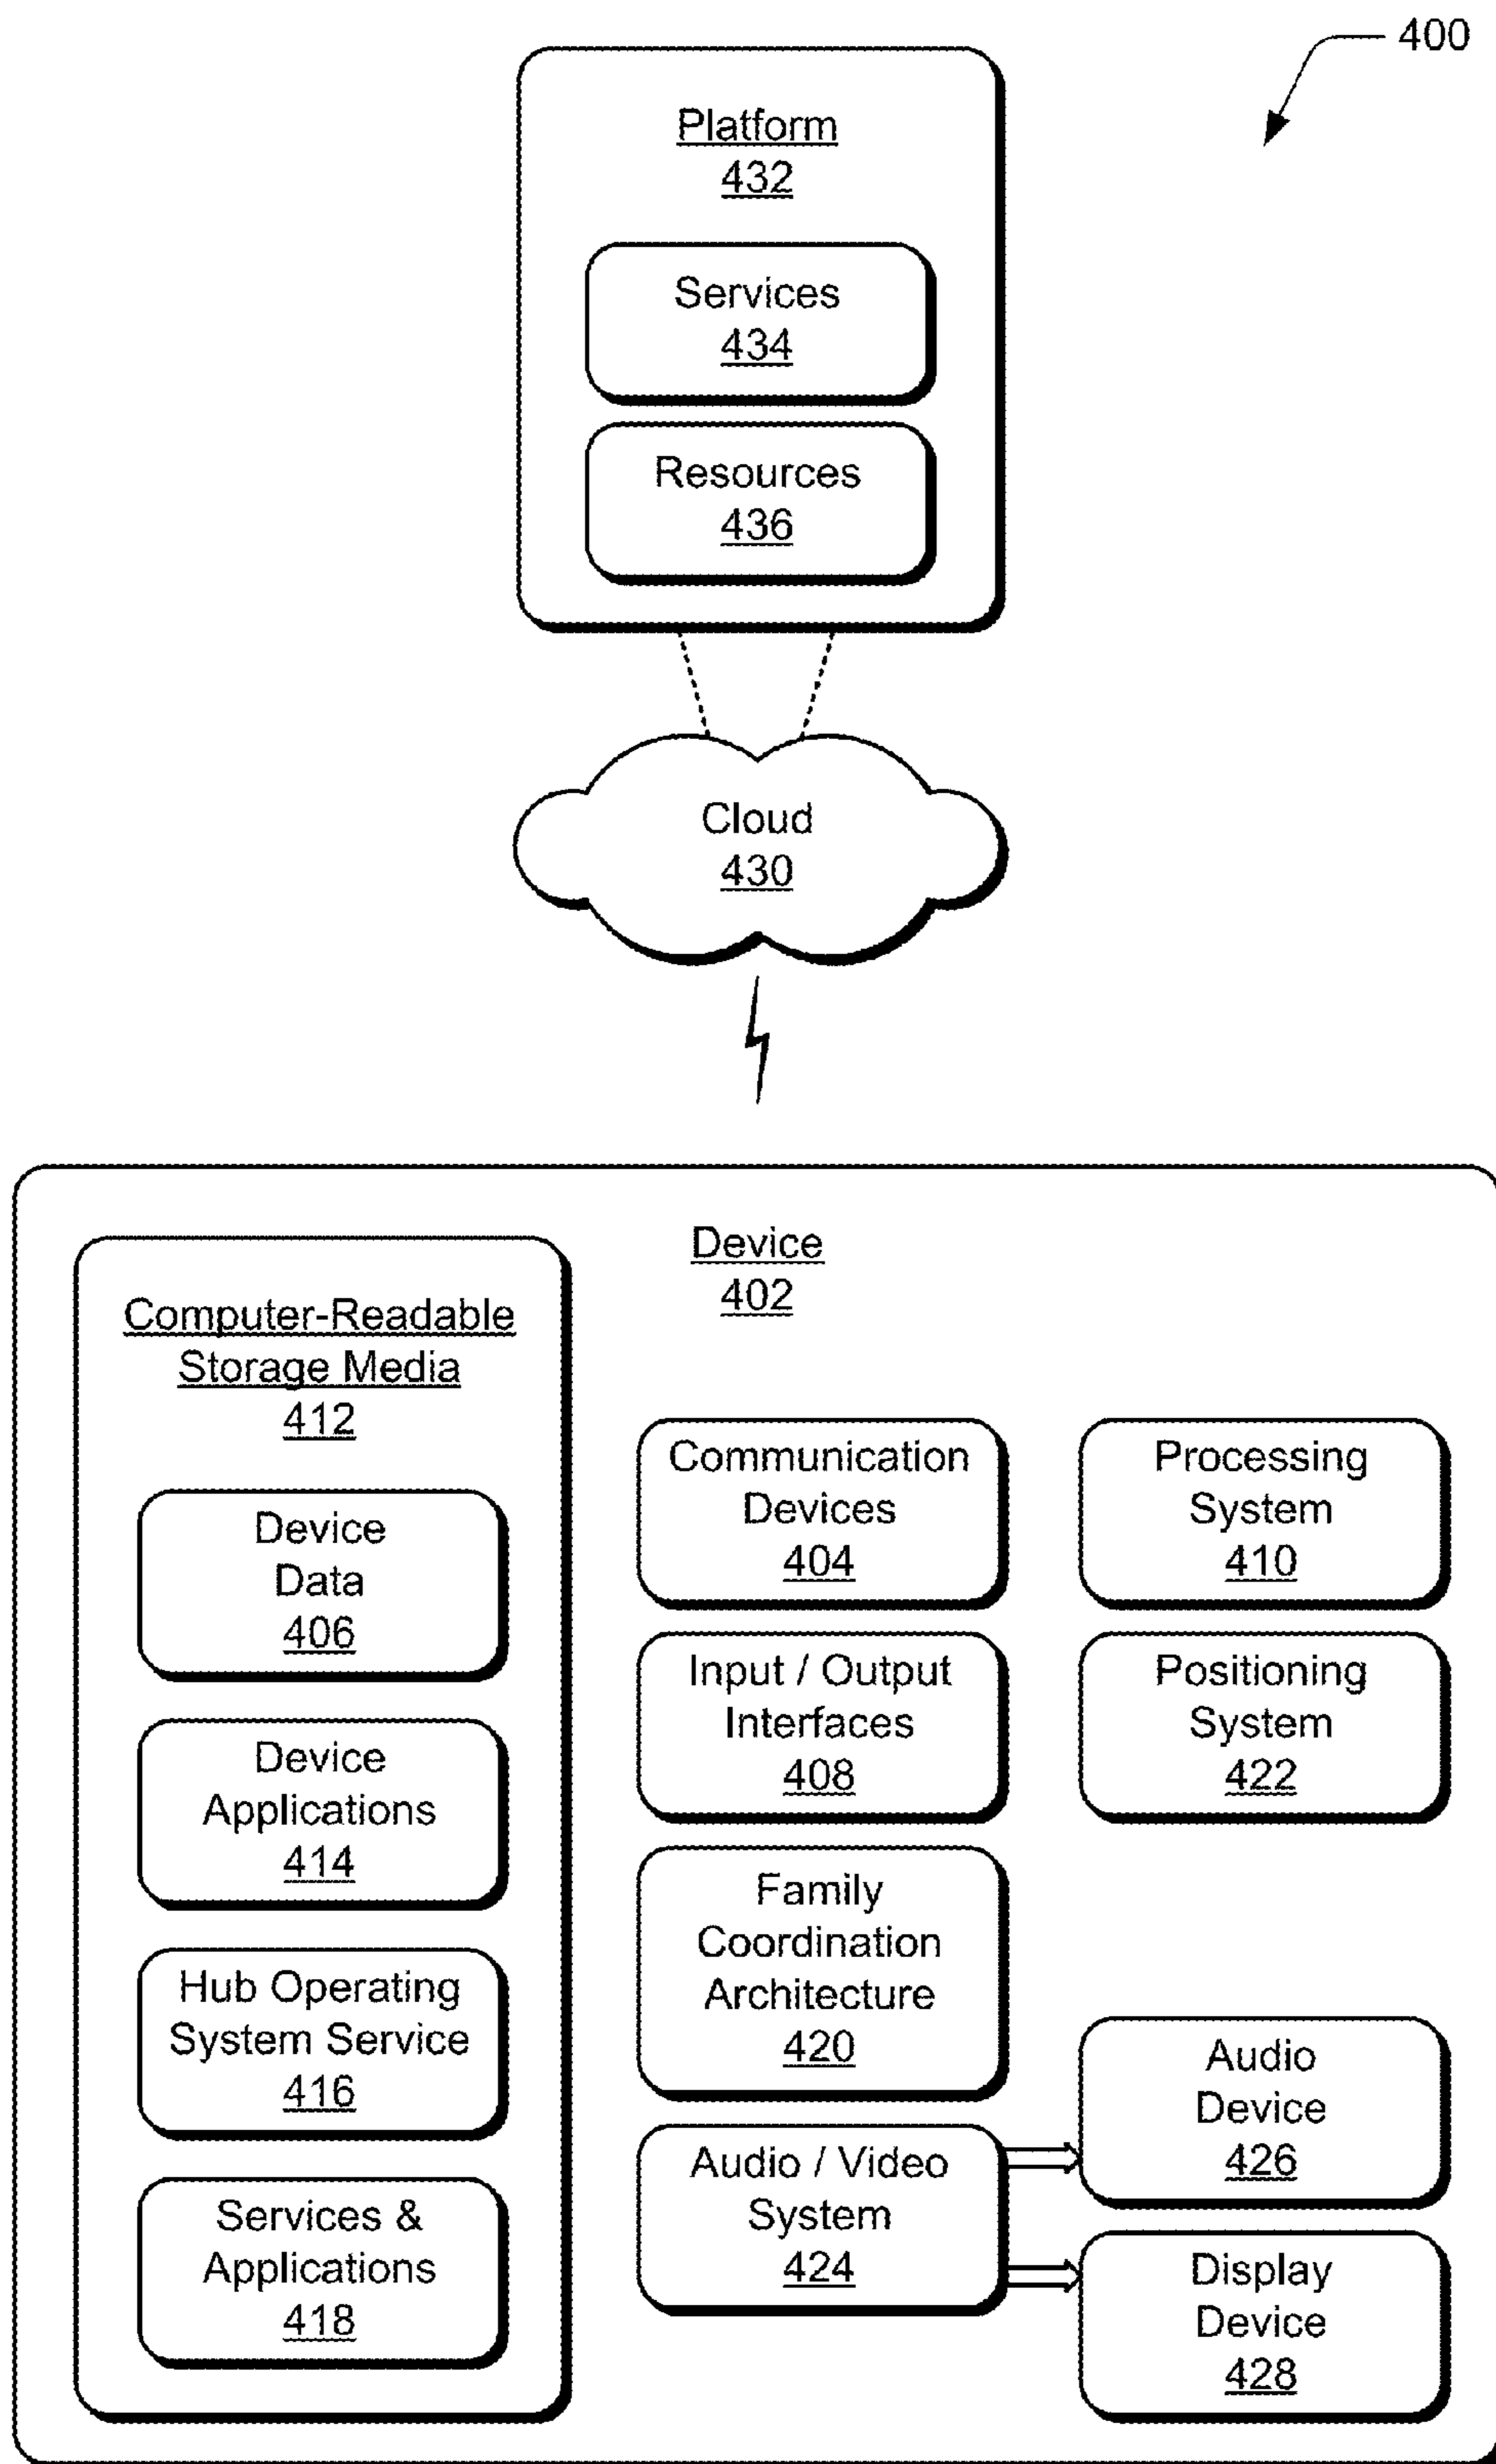 400
Platform
432
Services
434
Resources
436
Cloud
430
Device
402
Computer-Readable
Storage Media
412
Device
Data
406
Device
Applications
414
Hub Operating
System Service
416
Services &
Applications
418
Communication
Devices
404
Processing
System
410
Input / Output
Interfaces
408
Positioning
System
422
Family
Coordination
Architecture
420
Audio / Video
System
424
Audio
Device
426
Display
Device
428